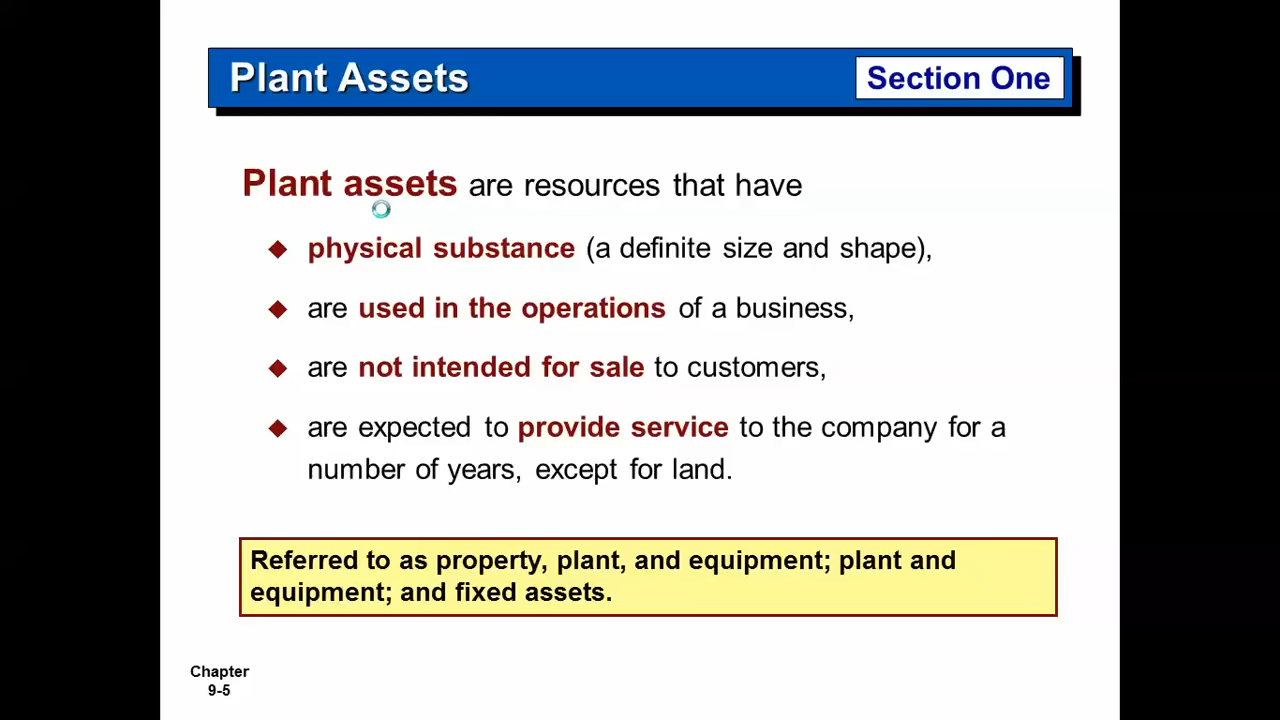 Plant Assets
Section One
Plant assets are resources that have
physical substance (a definite size and shape),
are used in the operations of a business,
are not intended for sale to customers,
are expected to provide service to the company for a
number of years, except for land.
Referred to as property, plant, and equipment; plant and
equipment; and fixed assets.
Chapter
9-5